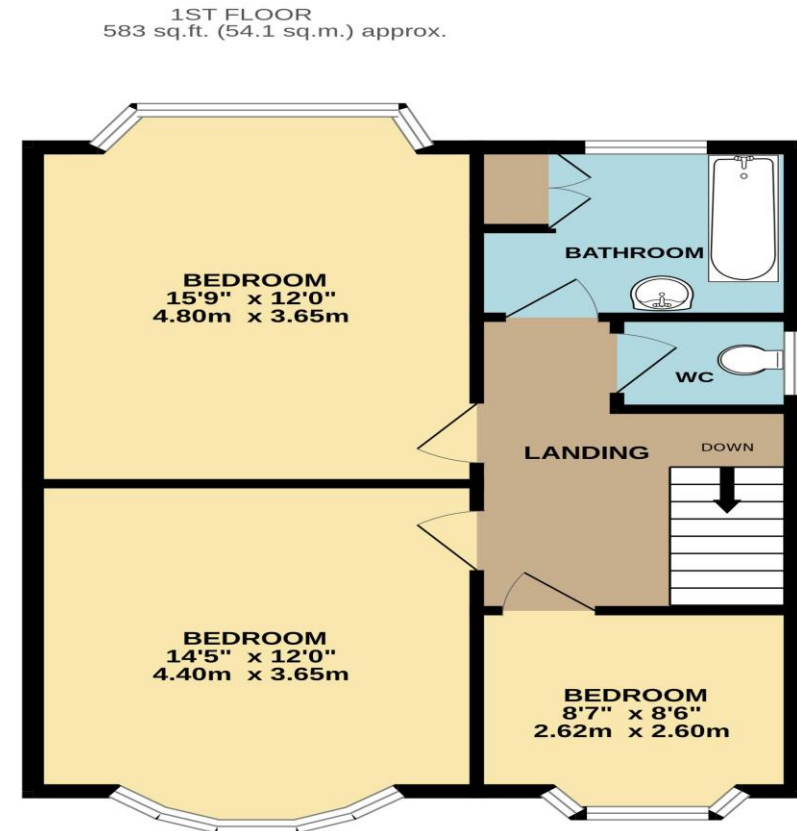 1ST FLOOR
583 sq.ft. (54.1 sq.m.) approx.
BEDROOM
15'9" x 12'0"
4.80m x 3.65m
BATHROOM
WC
LANDING
DOWN
BEDROOM
14'5" x 12'0"
4.40m x 3.65m
BEDROOM
8'7" x 8'6"
2.62m x 2.60m